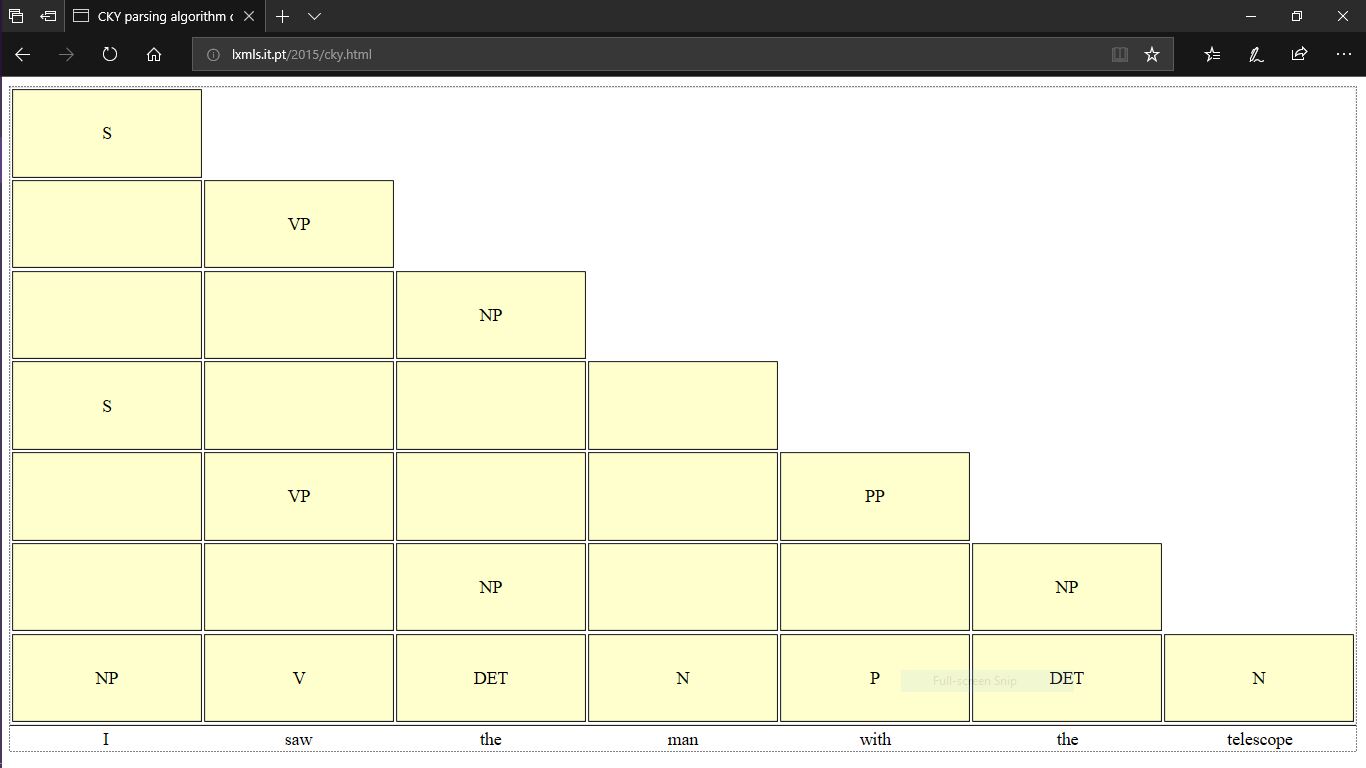 CKY parsing algorithm
lxmls.it.pt/2015/cky.html
S
VP
NP
S
VP PP
NP NP
NP V DET N P DET N
Full-screen Snip
I saw the man with the telescope